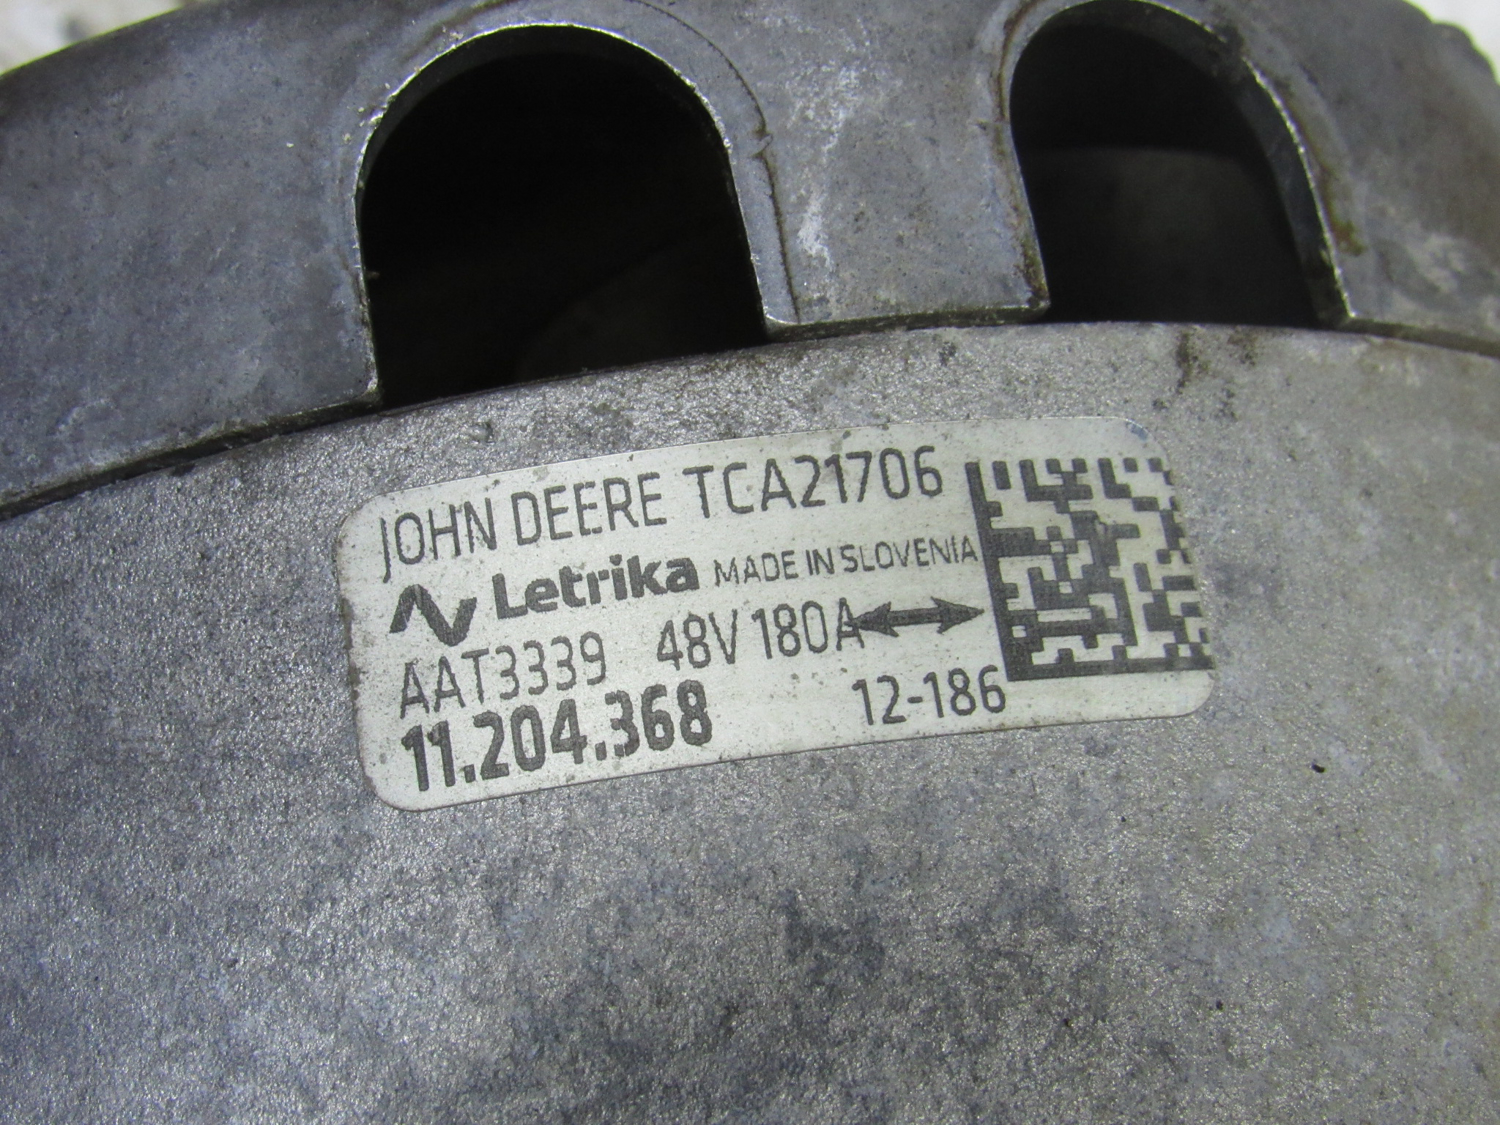 JOHN DEERE TCA21706
Letrika MADE IN SLOVENIA
AAT3339 48V 180A
11.204.368 12-186